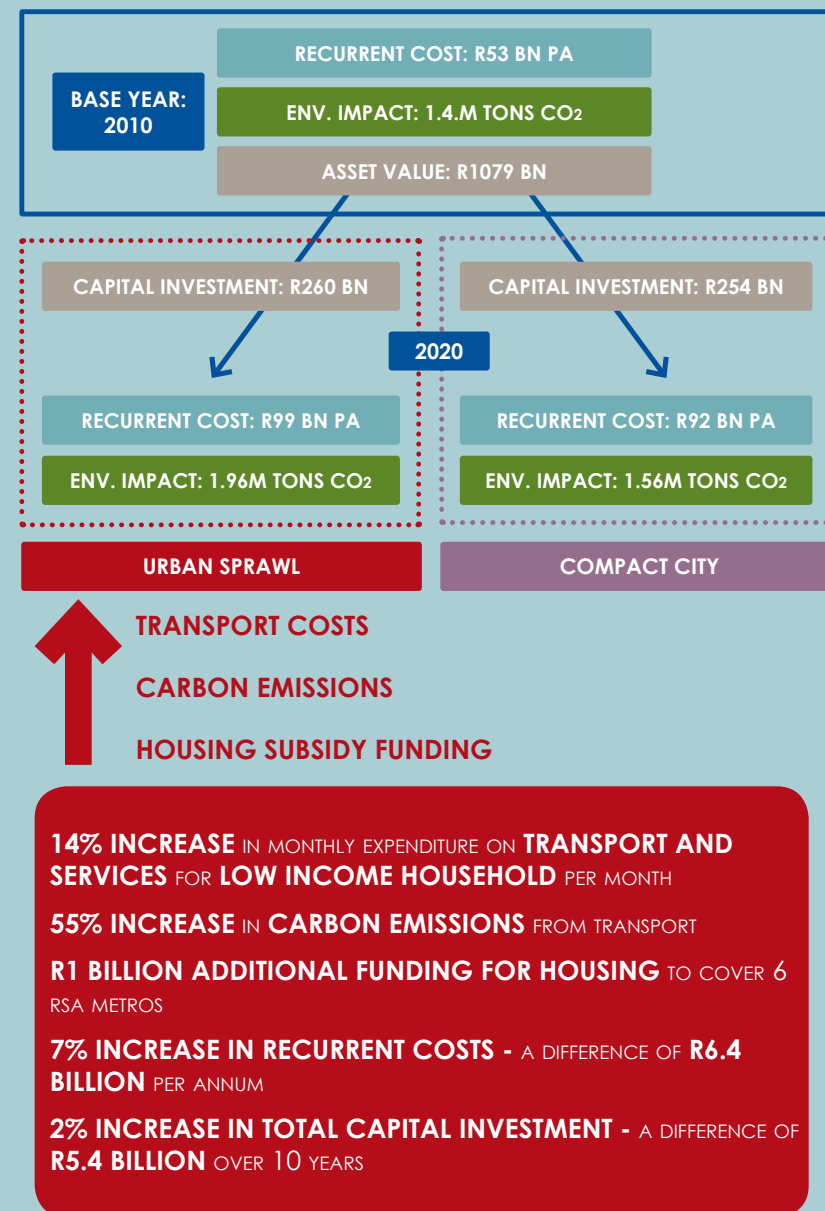 RECURRENT COST: R53 BN PA
BASE YEAR:
2010
ENV. IMPACT: 1.4.M TONS CO2
ASSET VALUE: R1079 BN
CAPITAL INVESTMENT: R260 BN
CAPITAL INVESTMENT: R254 BN
2020
RECURRENT COST: R99 BN PA
RECURRENT COST: R92 BN PA
ENV. IMPACT: 1.96M TONS CO2
ENV. IMPACT: 1.56M TONS CO2
URBAN SPRAWL
COMPACT CITY
TRANSPORT COSTS
CARBON EMISSIONS
HOUSING SUBSIDY FUNDING
14% INCREASE IN MONTHLY EXPENDITURE ON TRANSPORT AND
SERVICES FOR LOW INCOME HOUSEHOLD PER MONTH
55% INCREASE IN CARBON EMISSIONS FROM TRANSPORT
R1 BILLION ADDITIONAL FUNDING FOR HOUSING TO COVER 6
RSA METROS
7% INCREASE IN RECURRENT COSTS - A DIFFERENCE OF R6.4
BILLION PER ANNUM
2% INCREASE IN TOTAL CAPITAL INVESTMENT - A DIFFERENCE OF
R5.4 BILLION OVER 10 YEARS